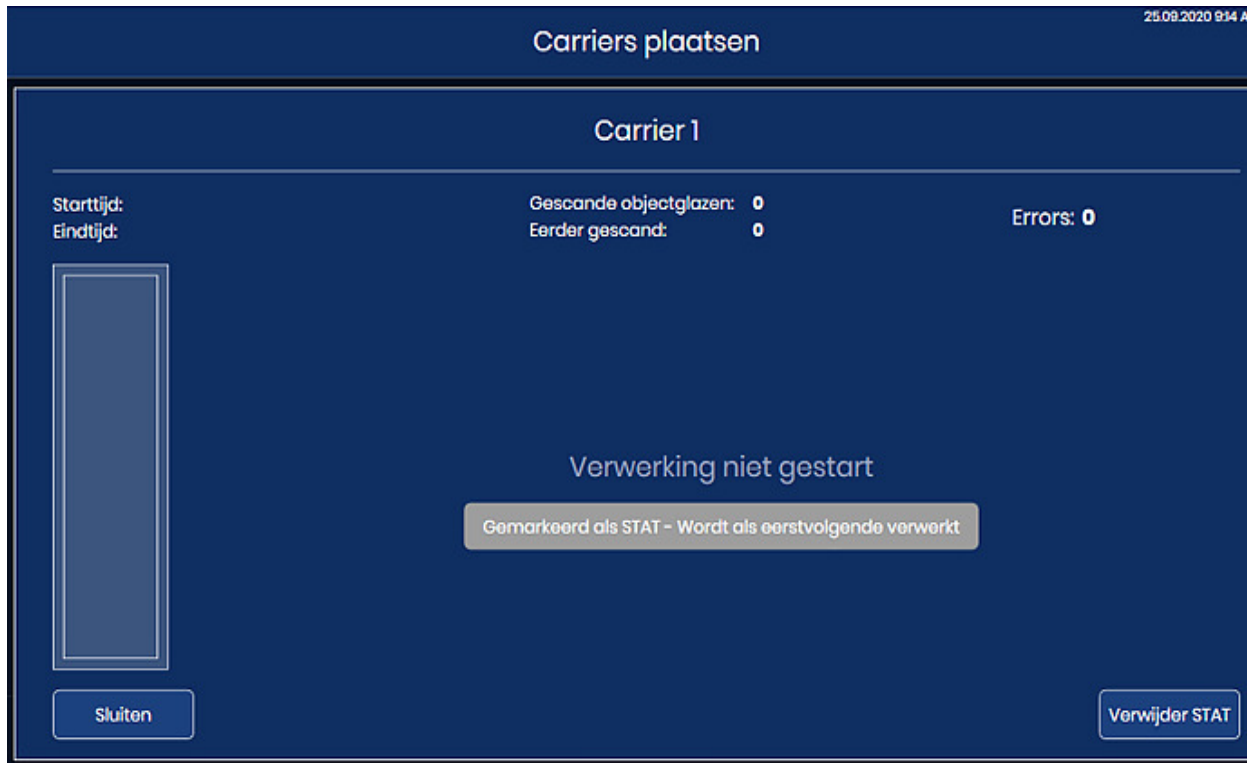 25.09.2020 9:14 A
Carriers plaatsen
Carrier 1
Starttijd:
Eindtijd:
Gescande objectglazen: 0
Eerder gescand: 0
Errors: 0
Verwerking niet gestart
Gemarkeerd als STAT - Wordt als eerstvolgende verwerkt
Sluiten
Verwijder STAT